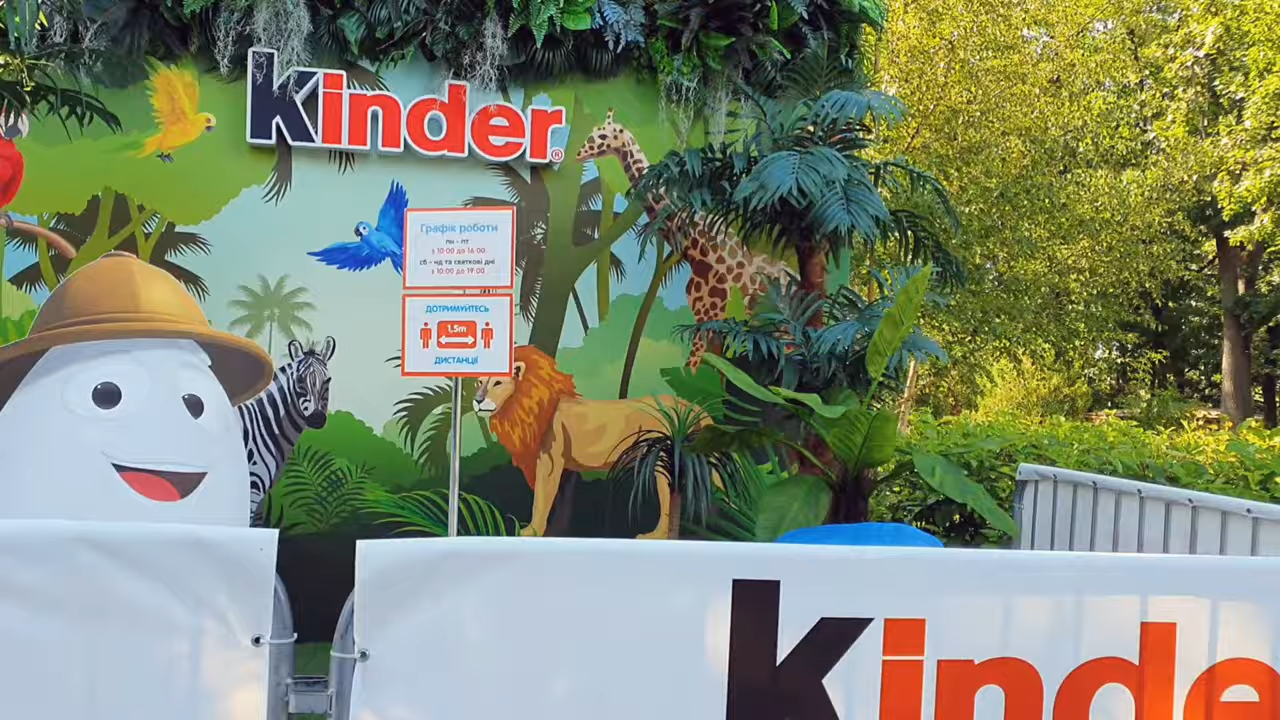 Kinder®
Графік роботи
пн - пт
з 10:00 до 16:00
сб - нд та святкові дні
з 10:00 до 19:00
ДОТРИМУЙТЕСЬ
1,5m
ДИСТАНЦІЇ
Kinde